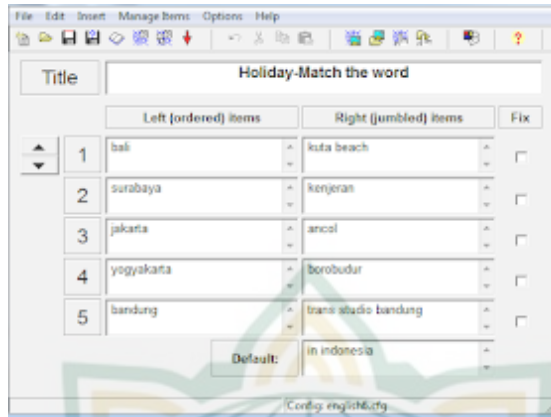 File Edit Insert Manage Items Options Help
Title Holiday-Match the word
Left (ordered) items Right (jumbled) items Fix
1 bali kuta beach
2 surabaya kenjeran
3 jakarta ancol
4 yogyakarta borobudur
5 bandung trans studio bandung
Default: in indonesia
Config: english6.cfg